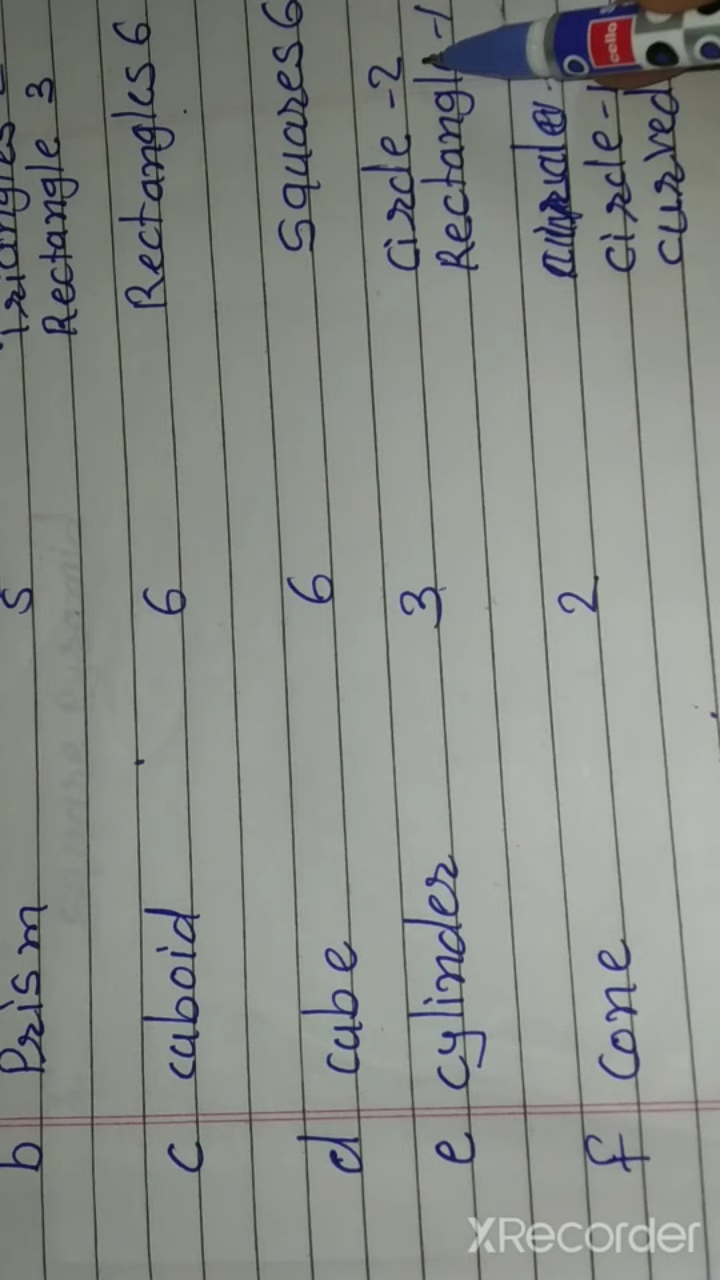 Rectangle 3
b Prism 5
c cuboid 6 Rectangles 6
d cube 6 Squares 6
e cylinder 3 Circle -2
Rectangle -1
f cone 2
circle -1
curved
cello
XRecorder